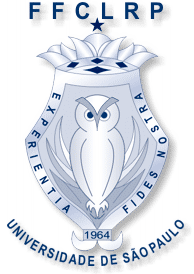 FFCLRP
EXPERIENTIA
FIDES NOSTRA
1964
UNIVERSIDADE DE SÃO PAULO